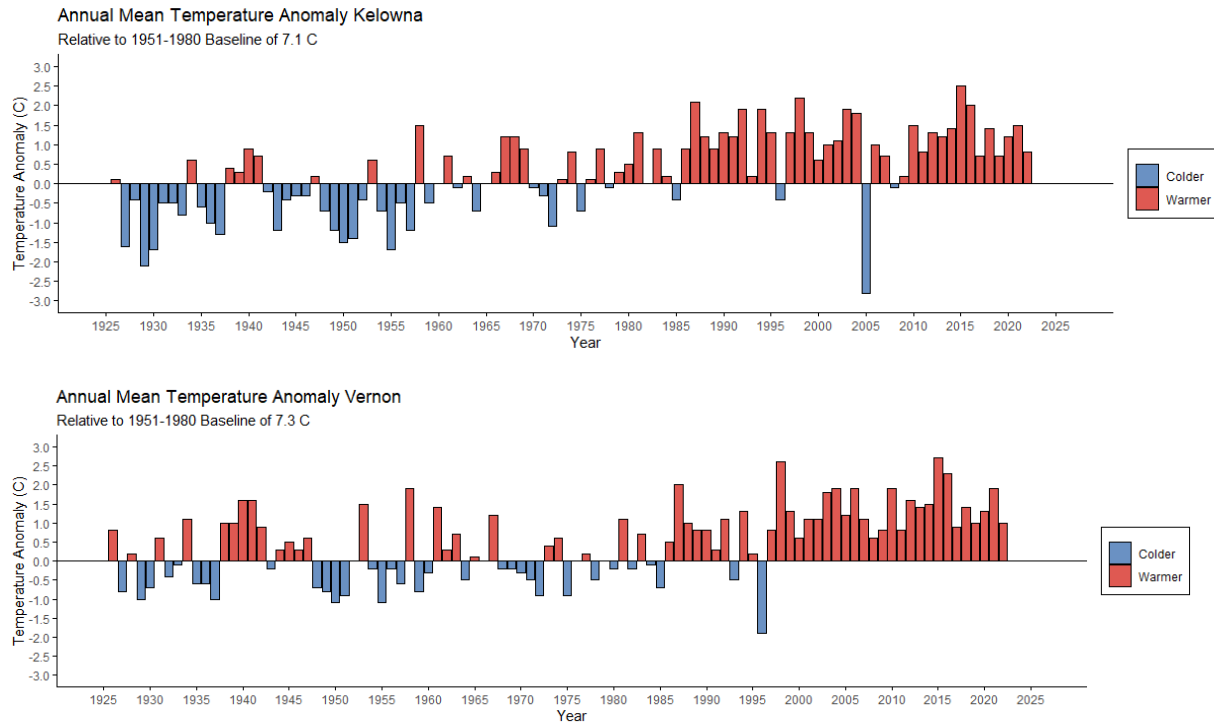 Annual Mean Temperature Anomaly Kelowna
Relative to 1951-1980 Baseline of 7.1 C
Temperature Anomaly (C)
3.0
2.5
2.0
1.5
1.0
0.5
0.0
-0.5
-1.0
-1.5
-2.0
-2.5
-3.0
1925 1930 1935 1940 1945 1950 1955 1960 1965 1970 1975 1980 1985 1990 1995 2000 2005 2010 2015 2020 2025
Year
Colder
Warmer
Annual Mean Temperature Anomaly Vernon
Relative to 1951-1980 Baseline of 7.3 C
Temperature Anomaly (C)
3.0
2.5
2.0
1.5
1.0
0.5
0.0
-0.5
-1.0
-1.5
-2.0
-2.5
-3.0
1925 1930 1935 1940 1945 1950 1955 1960 1965 1970 1975 1980 1985 1990 1995 2000 2005 2010 2015 2020 2025
Year
Colder
Warmer